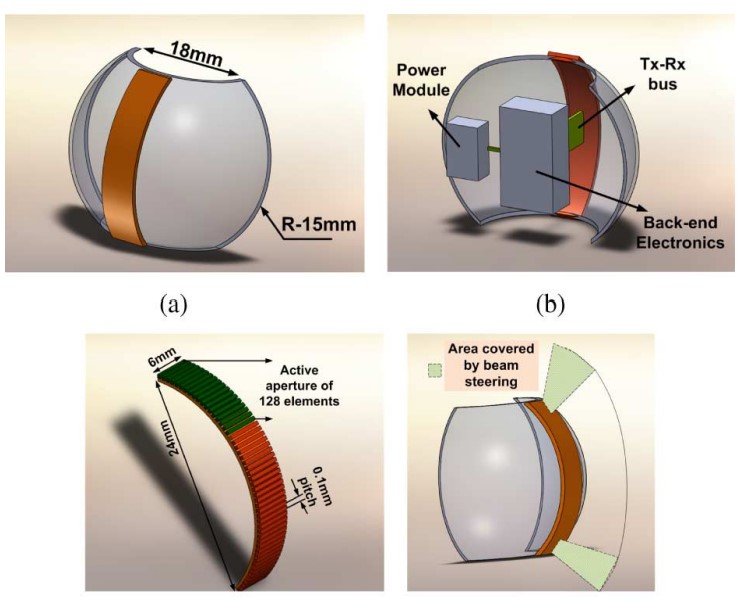 18mm
R-15mm
(a)
Power
Module
Tx-Rx
bus
Back-end
Electronics
(b)
6mm
24mm
Active
aperture of
128 elements
0.1mm
pitch
Area covered
by beam
steering